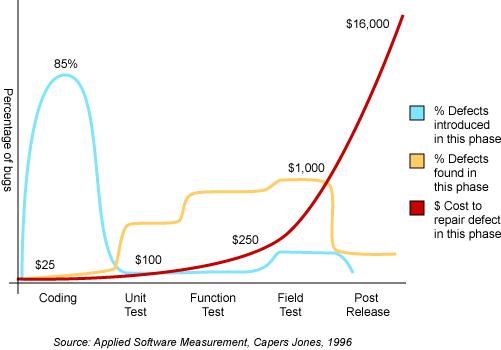 $16,000
85%
Percentage of bugs
% Defects
introduced
in this phase
% Defects
found in
this phase
$ Cost to
repair defect
in this phase
$1,000
$250
$25
$100
Coding
Unit
Test
Function
Test
Field
Test
Post
Release
Source: Applied Software Measurement, Capers Jones, 1996